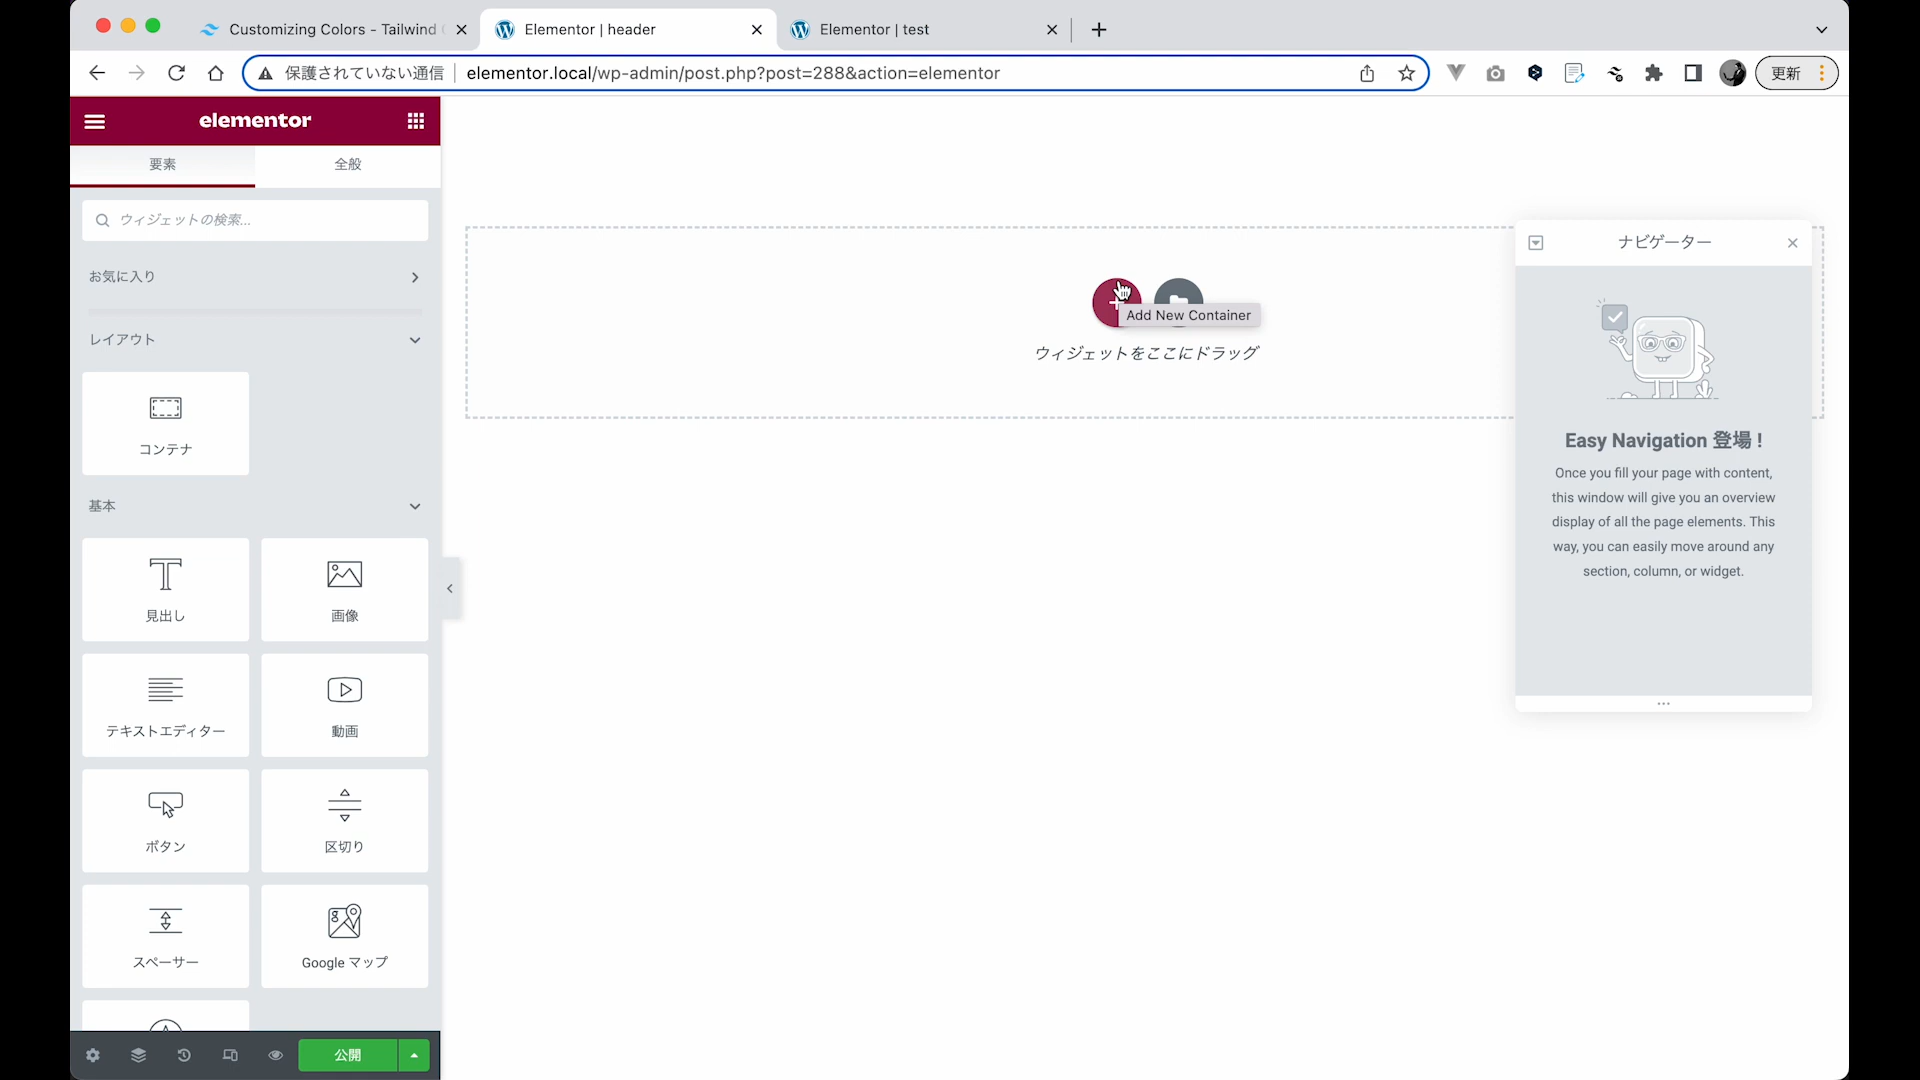 Customizing Colors - Tailwind
Elementor | header
Elementor | test
保護されていない通信
elementor.local/wp-admin/post.php?post=288&action=elementor
更新
elementor
要素
全般
ウィジェットの検索...
お気に入り
レイアウト
コンテナ
基本
見出し
画像
テキストエディター
動画
ボタン
区切り
スペーサー
Google マップ
公開
Add New Container
ウィジェットをここにドラッグ
ナビゲーター
Easy Navigation 登場 !
Once you fill your page with content,
this window will give you an overview
display of all the page elements. This
way, you can easily move around any
section, column, or widget.